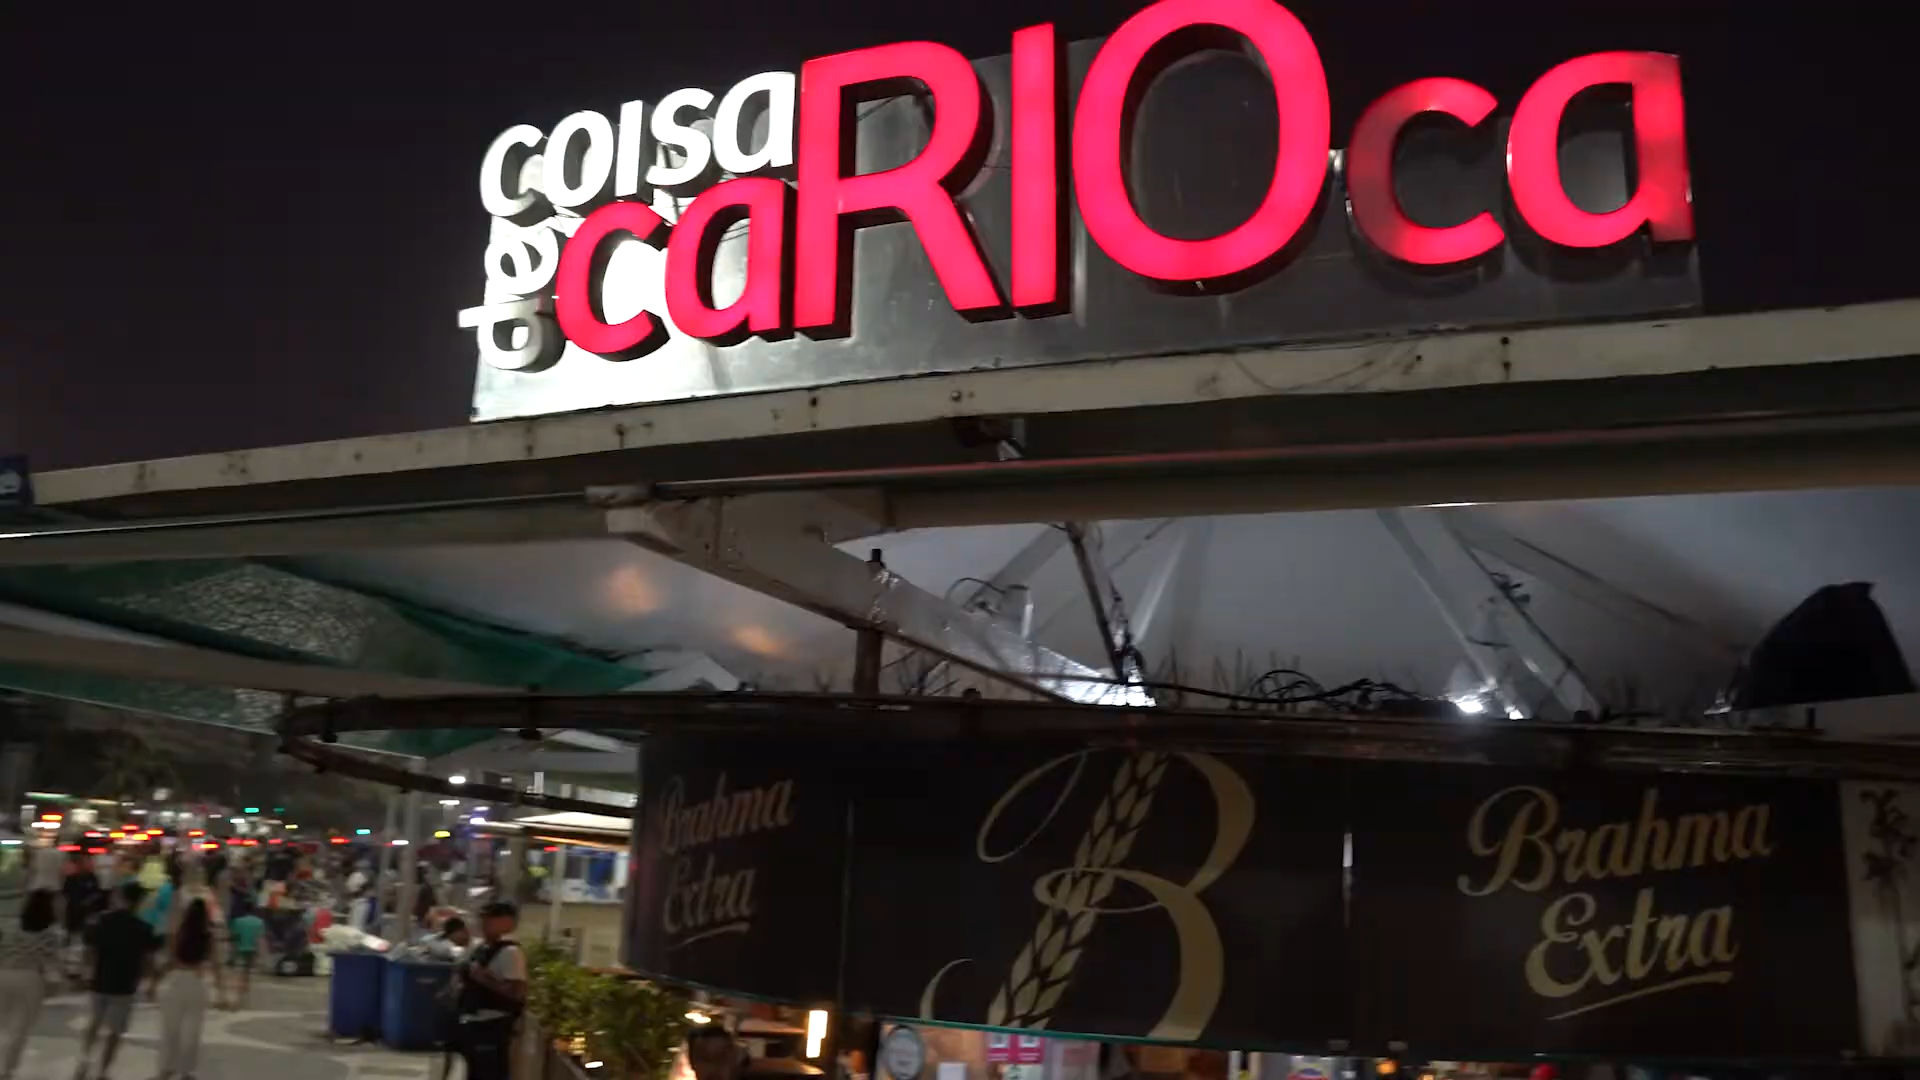 coisa
de
caRIOca
Brahma
Extra
B
Brahma
Extra